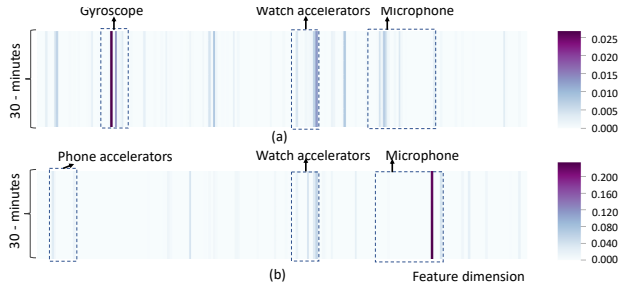 Gyroscope Watch accelerators Microphone
30 - minutes
0.025
0.020
0.015
0.010
0.005
0.000
(a)
Phone accelerators Watch accelerators Microphone
30 - minutes
0.200
0.160
0.120
0.080
0.040
0.000
(b)
Feature dimension